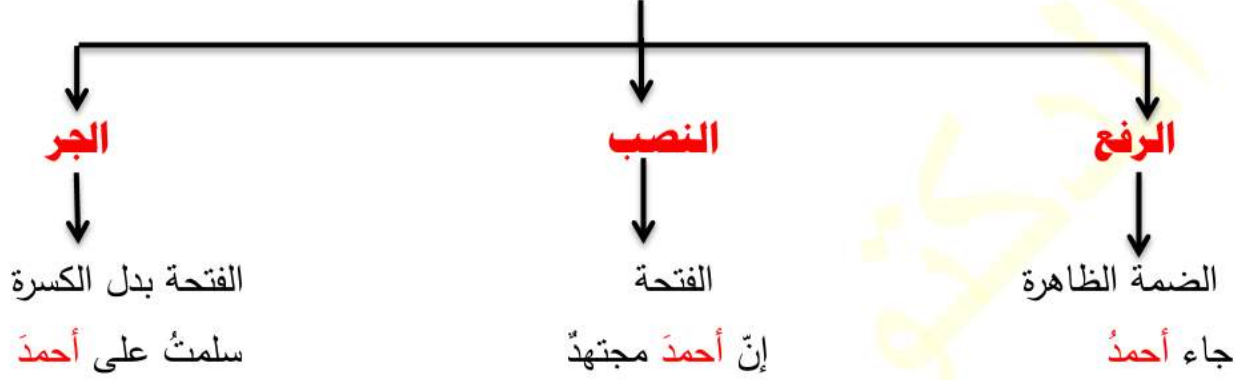 الرفع النصب الجر
الضمة الظاهرة الفتحة الفتحة بدل الكسرة
جاء أحمدُ إنّ أحمدَ مجتهدٌ سلمتُ على أحمدَ